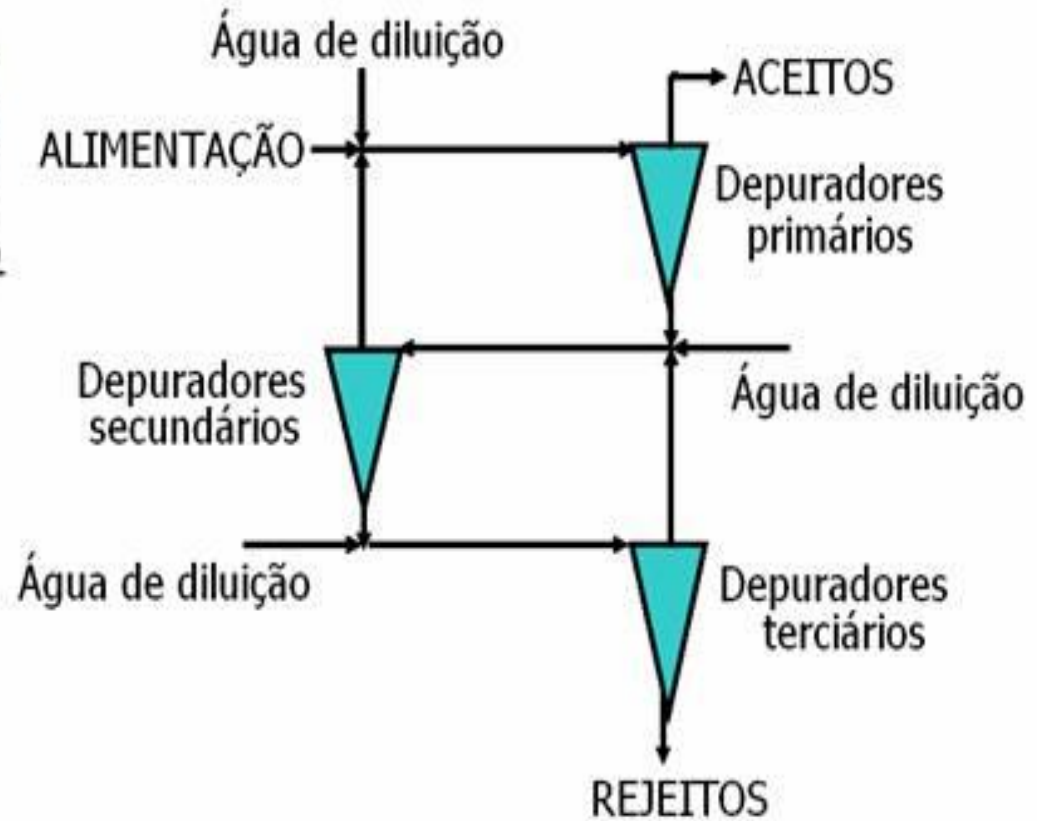 Água de diluição
ACEITOS
ALIMENTAÇÃO
Depuradores
primários
Depuradores
secundários
Água de diluição
Água de diluição
Depuradores
terciários
REJEITOS